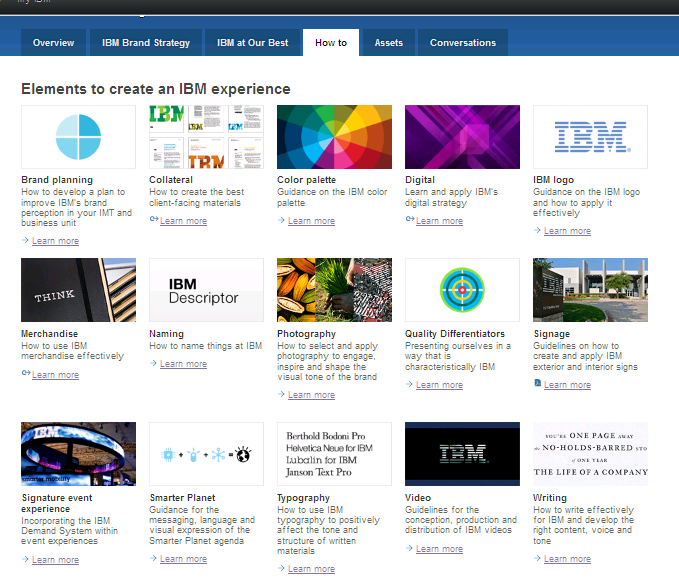 My IBM
Overview
IBM Brand Strategy
IBM at Our Best
How to
Assets
Conversations
Elements to create an IBM experience
IBM
IBM
IBM.
Brand planning
How to develop a plan to
improve IBM's brand
perception in your IMT and
business unit
Learn more
Collateral
How to create the best
client-facing materials
Learn more
Color palette
Guidance on the IBM color
palette
Learn more
Digital
Learn and apply IBM's
digital strategy
Learn more
IBM logo
Guidance on the IBM logo
and how to apply it
effectively
Learn more
THINK
IBM
Descriptor
Merchandise
How to use IBM
merchandise effectively
Learn more
Naming
How to name things at IBM
Learn more
Photography
How to select and apply
photography to engage,
inspire and shape the
visual tone of the brand
Learn more
Quality Differentiators
Presenting ourselves in a
way that is
characteristically IBM
Learn more
Signage
Guidelines on how to
create and apply IBM
exterior and interior signs
Learn more
IBM
smarter mobility
+ + =
Berthold Bodoni Pro
Helvetica Neue for IBM
Lubalin for IBM
Janson Text Pro
IBM
YOU'RE ONE PAGE AWAY
the NO-HOLDS-BARRED STO
of ONE YEAR
THE LIFE OF A COMPANY
Signature event
experience
Incorporating the IBM
Demand System within
event experiences
Learn more
Smarter Planet
Guidance for the
messaging, language and
visual expression of the
Smarter Planet agenda
Learn more
Typography
How to use IBM
typography to positively
affect the tone and
structure of written
materials
Learn more
Video
Guidelines for the
conception, production and
distribution of IBM videos
Learn more
Writing
How to write effectively
for IBM and develop the
right content, voice and
tone
Learn more